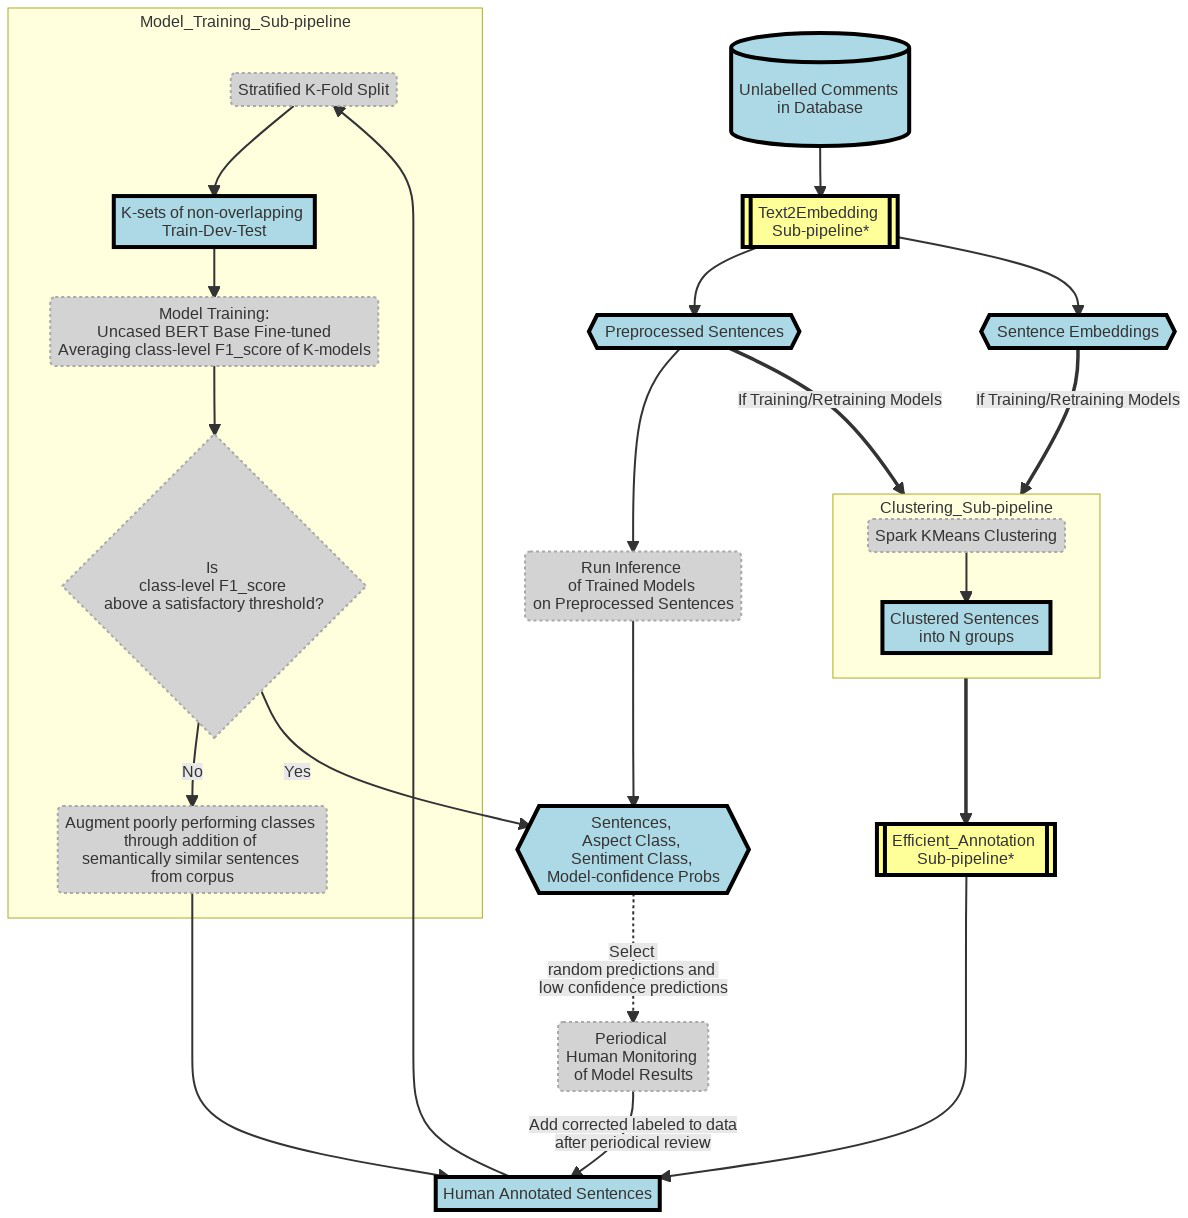 Model_Training_Sub-pipeline
Stratified K-Fold Split
K-sets of non-overlapping
Train-Dev-Test
Model Training:
Uncased BERT Base Fine-tuned
Averaging class-level F1_score of K-models
Is
class-level F1_score
above a satisfactory threshold?
No
Yes
Augment poorly performing classes
through addition of
semantically similar sentences
from corpus
Unlabelled Comments
in Database
Text2Embedding
Sub-pipeline*
Preprocessed Sentences
Sentence Embeddings
If Training/Retraining Models
If Training/Retraining Models
Run Inference
of Trained Models
on Preprocessed Sentences
Clustering_Sub-pipeline
Spark KMeans Clustering
Clustered Sentences
into N groups
Sentences,
Aspect Class,
Sentiment Class,
Model-confidence Probs
Efficient_Annotation
Sub-pipeline*
Select
random predictions and
low confidence predictions
Periodical
Human Monitoring
of Model Results
Add corrected labeled to data
after periodical review
Human Annotated Sentences